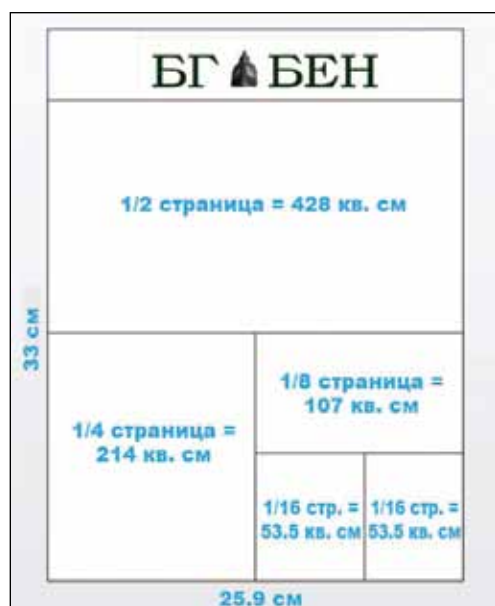 БГ БЕН
1/2 страница = 428 кв. см
33 см
1/4 страница =
214 кв. см
1/8 страница =
107 кв. см
1/16 стр. =
53.5 кв. см
1/16 стр. =
53.5 кв. см
25.9 см